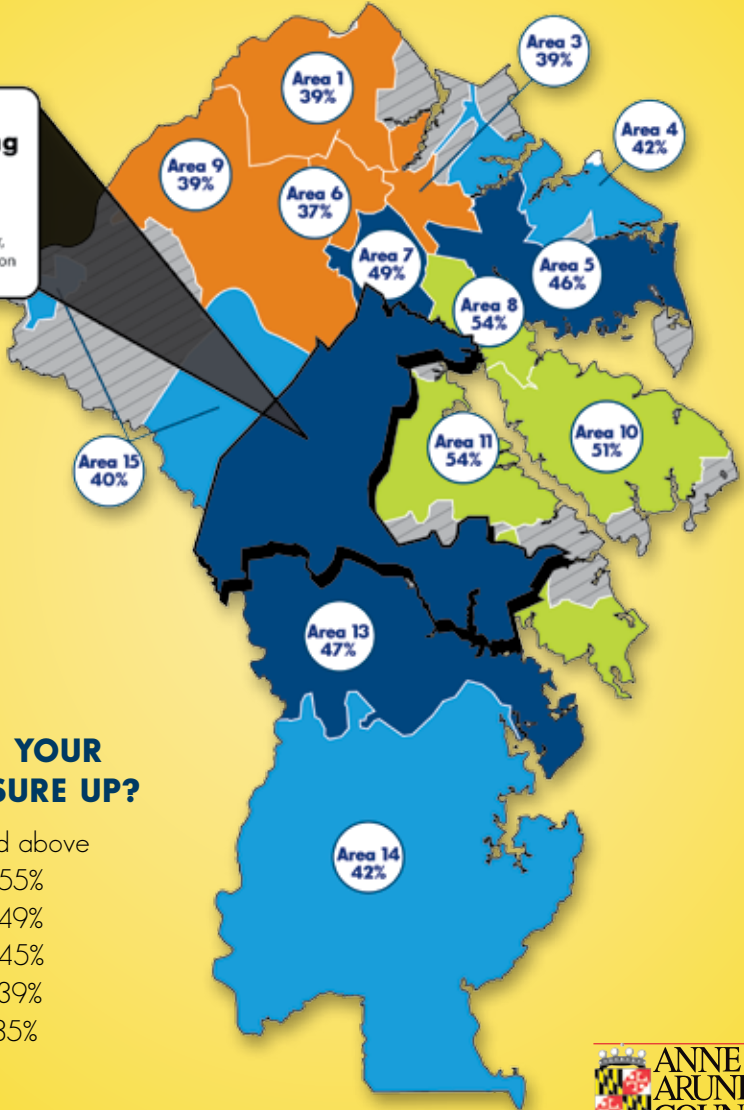 Area 3
39%
Area 1
39%
Area 4
42%
Area 9
39%
Area 6
37%
Area 7
49%
Area 5
46%
Area 8
54%
Area 11
54%
Area 10
51%
Area 15
40%
Area 13
47%
YOUR
SURE UP?
d above
55%
49%
45%
39%
35%
Area 14
42%
ANNE